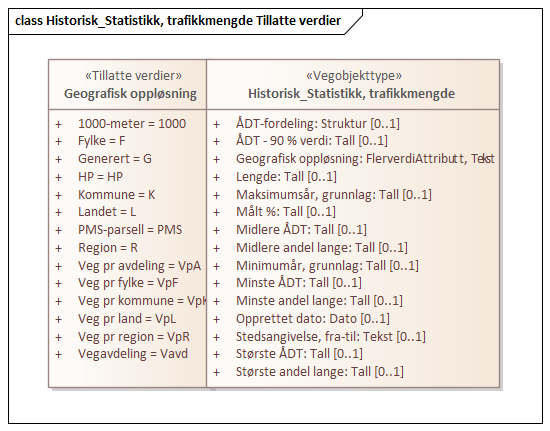 class Historisk_Statistikk, trafikkmengde Tillatte verdier
«Tillatte verdier»
Geografisk oppløsning
+ 1000-meter = 1000
+ Fylke = F
+ Generert = G
+ HP = HP
+ Kommune = K
+ Landet = L
+ PMS-parsell = PMS
+ Region = R
+ Veg pr avdeling = VpA
+ Veg pr fylke = VpF
+ Veg pr kommune = VpK
+ Veg pr land = VpL
+ Veg pr region = VpR
+ Vegavdeling = Vavd
«Vegobjekttype»
Historisk_Statistikk, trafikkmengde
+ ÅDT-fordeling: Struktur [0..1]
+ ÅDT - 90 % verdi: Tall [0..1]
+ Geografisk oppløsning: FlerverdiAttributt, Tekst
+ Lengde: Tall [0..1]
+ Maksimumsår, grunnlag: Tall [0..1]
+ Målt %: Tall [0..1]
+ Midlere ÅDT: Tall [0..1]
+ Midlere andel lange: Tall [0..1]
+ Minimumår, grunnlag: Tall [0..1]
+ Minste ÅDT: Tall [0..1]
+ Minste andel lange: Tall [0..1]
+ Opprettet dato: Dato [0..1]
+ Stedsangivelse, fra-til: Tekst [0..1]
+ Største ÅDT: Tall [0..1]
+ Største andel lange: Tall [0..1]